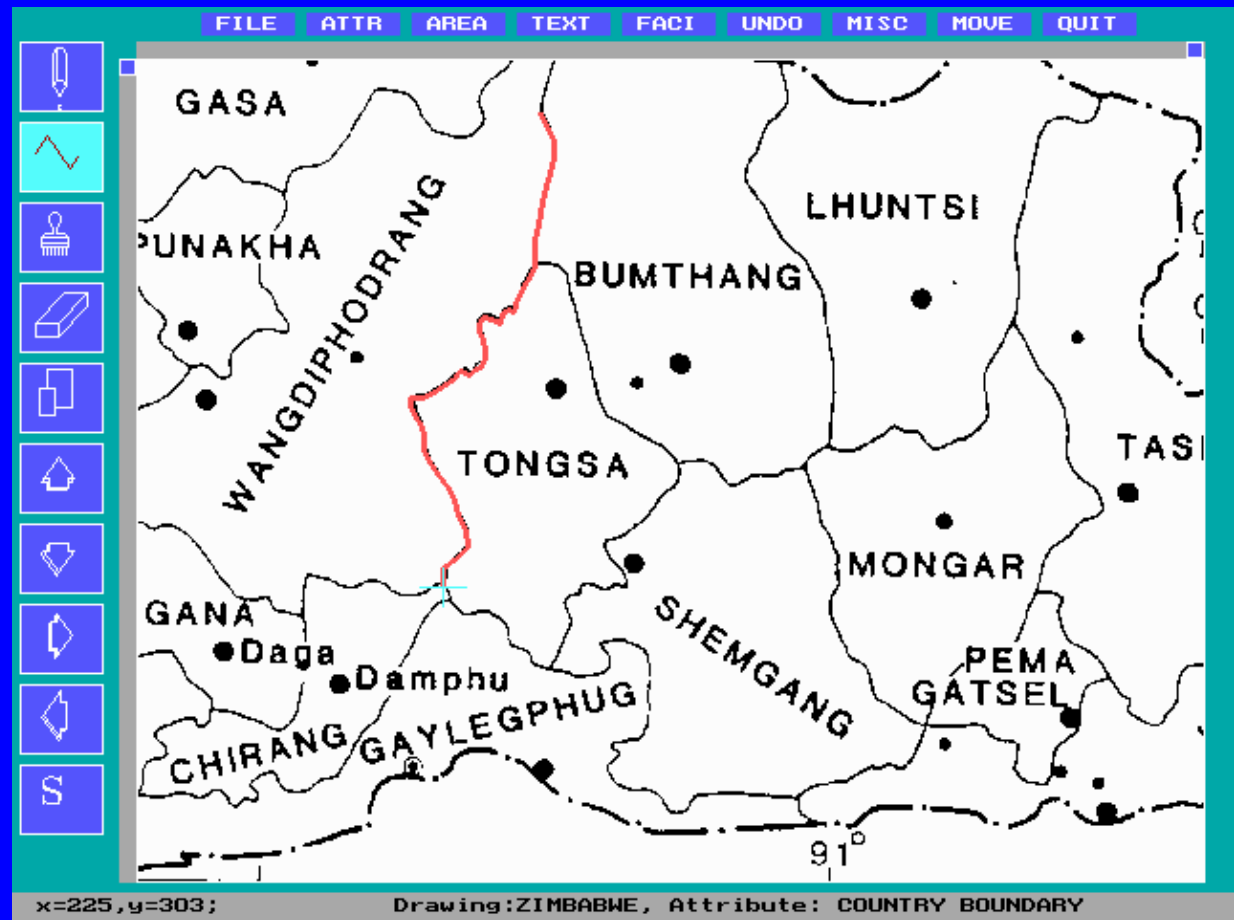 FILE ATTR AREA TEXT FACI UNDO MISC MOVE QUIT
GASA
LHUNTSI
PUNAKHA
WANGDIPHODRANG
BUMTHANG
TONGSA
TASI
MONGAR
GANA
Daga
SHEMGANG
PEMA
GATSEL
Damphu
CHIRANG
GAYLEGPHUG
91°
S
x=225,y=303; Drawing:ZIMBABWE, Attribute: COUNTRY BOUNDARY